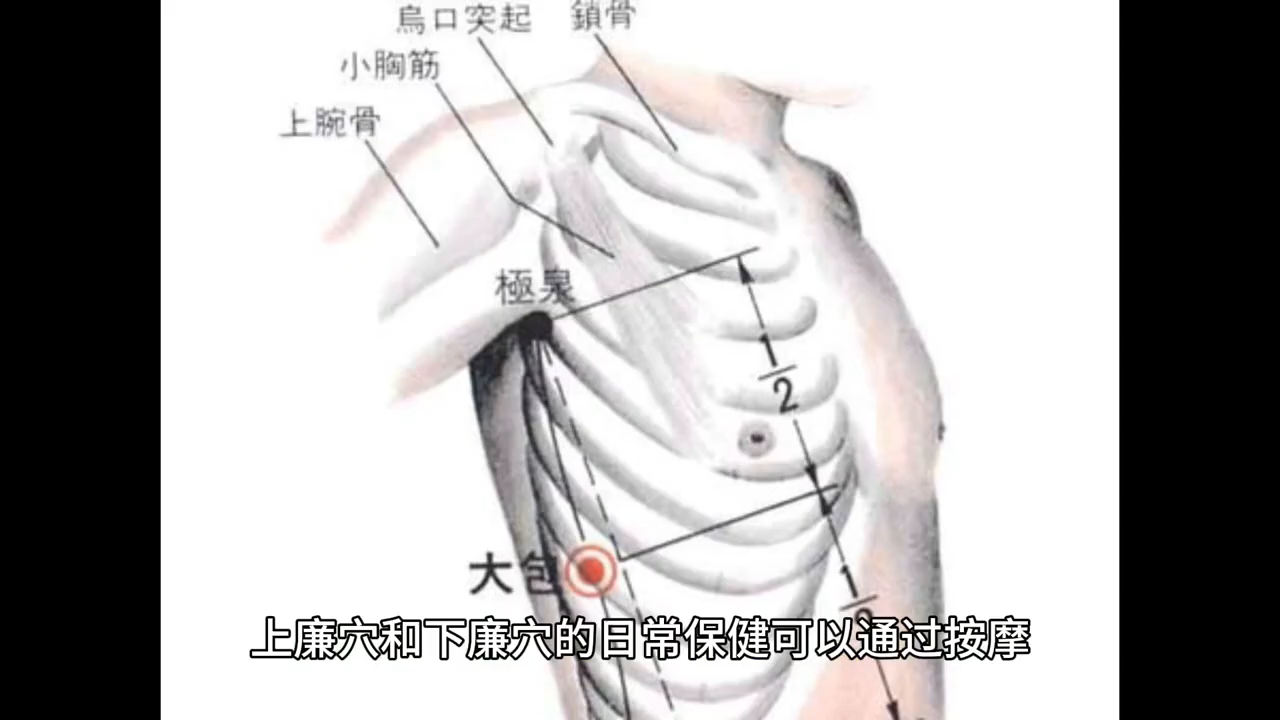 烏口突起
鎖骨
小胸筋
上腕骨
極泉
1/2
大包
1/2
上廉穴和下廉穴的日常保健可以通过按摩